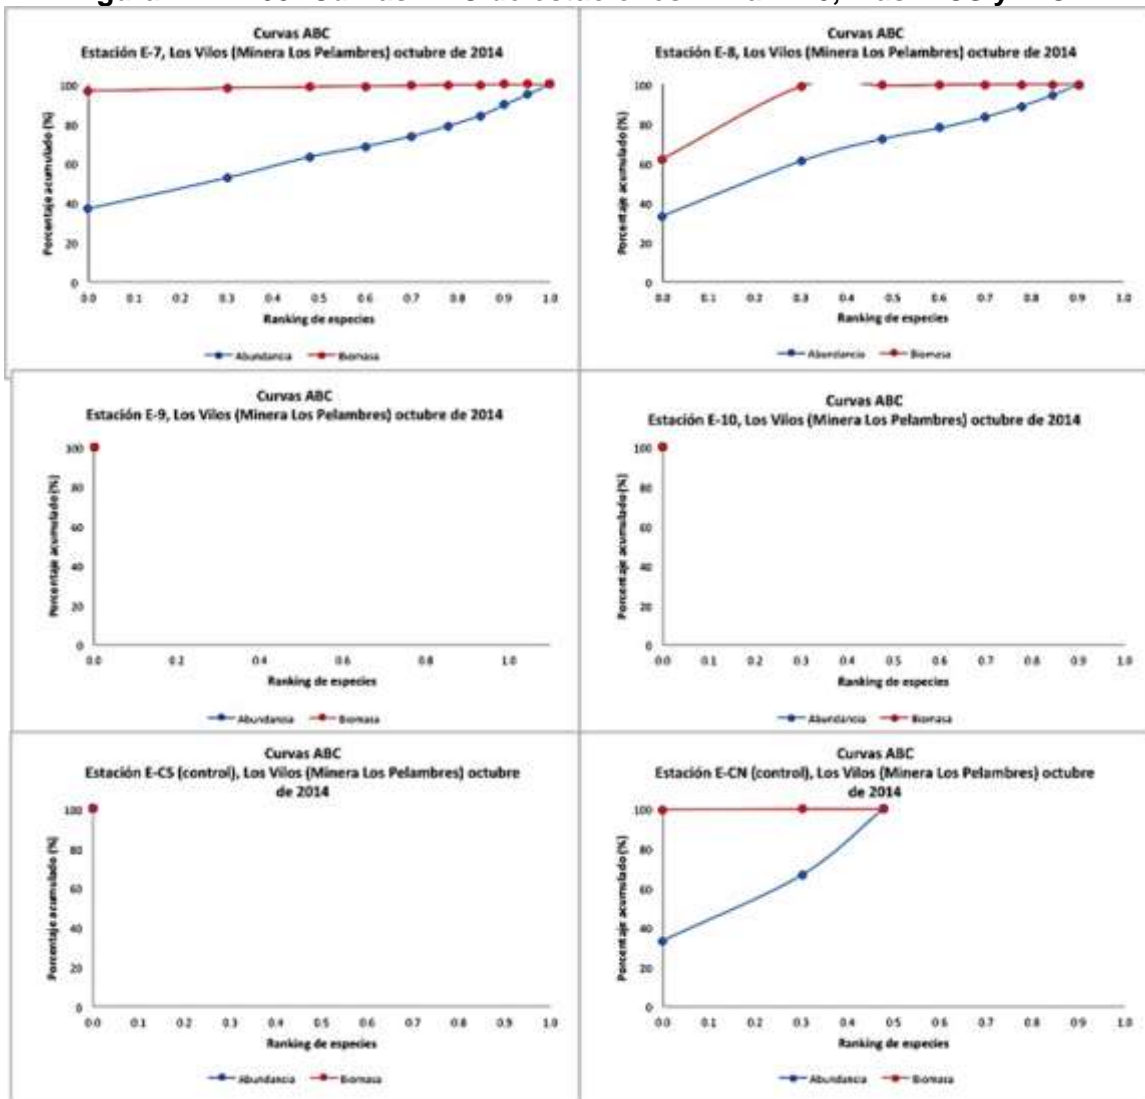 Curvas ABC
Estación E-7, Los Vilos (Minera Los Pelambres) octubre de 2014
Porcentaje acumulado (%)
100
80
60
40
20
0
0.0 0.1 0.2 0.3 0.4 0.5 0.6 0.7 0.8 0.9 1.0
Ranking de especies
Abundancia Biomasa
Curvas ABC
Estación E-8, Los Vilos (Minera Los Pelambres) octubre de 2014
Porcentaje acumulado (%)
100
80
60
40
20
0
0.0 0.1 0.2 0.3 0.4 0.5 0.6 0.7 0.8 0.9 1.0
Ranking de especies
Abundancia Biomasa
Curvas ABC
Estación E-9, Los Vilos (Minera Los Pelambres) octubre de 2014
Porcentaje acumulado (%)
100
80
60
40
20
0
0.0 0.2 0.4 0.6 0.8 1.0
Ranking de especies
Abundancia Biomasa
Curvas ABC
Estación E-10, Los Vilos (Minera Los Pelambres) octubre de 2014
Porcentaje acumulado (%)
100
80
60
40
20
0
0.0 0.1 0.2 0.3 0.4 0.5 0.6 0.7 0.8 0.9 1.0
Ranking de especies
Abundancia Biomasa
Curvas ABC
Estación E-CS (control), Los Vilos (Minera Los Pelambres) octubre
de 2014
Porcentaje acumulado (%)
100
80
60
40
20
0
0.0 0.1 0.2 0.3 0.4 0.5 0.6 0.7 0.8 0.9 1.0
Ranking de especies
Abundancia Biomasa
Curvas ABC
Estación E-CN (control), Los Vilos (Minera Los Pelambres) octubre
de 2014
Porcentaje acumulado (%)
100
80
60
40
20
0
0.0 0.1 0.2 0.3 0.4 0.5 0.6 0.7 0.8 0.9 1.0
Ranking de especies
Abundancia Biomasa